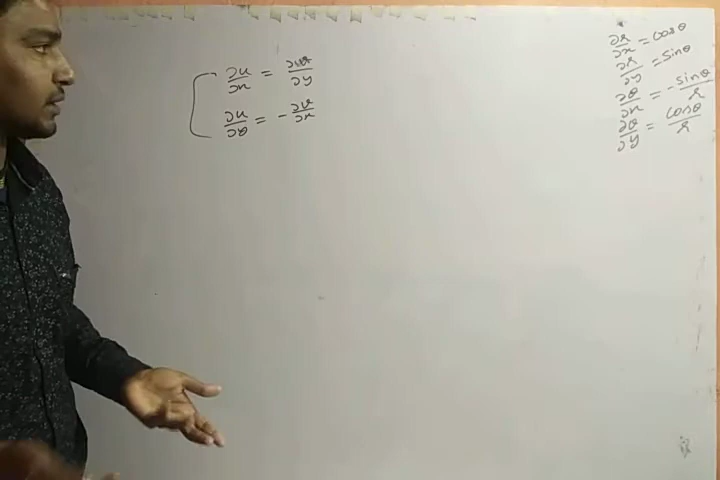 ∂u/∂x = ∂v/∂y
∂u/∂θ = -∂v/∂x
∂r/∂x = cosθ
∂r/∂y = sinθ
∂θ/∂x = -sinθ/r
∂θ/∂y = cosθ/r